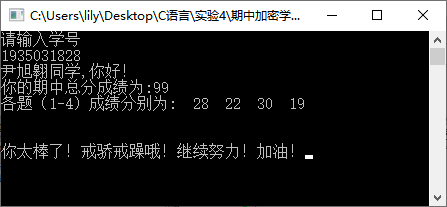 C:\Users\lily\Desktop\C语言\实验4\期中加密学...
请输入学号
1935031828
尹旭翱同学,你好!
你的期中总分成绩为:99
各题（1-4）成绩分别为: 28 22 30 19
你太棒了! 戒骄戒躁哦! 继续努力! 加油!